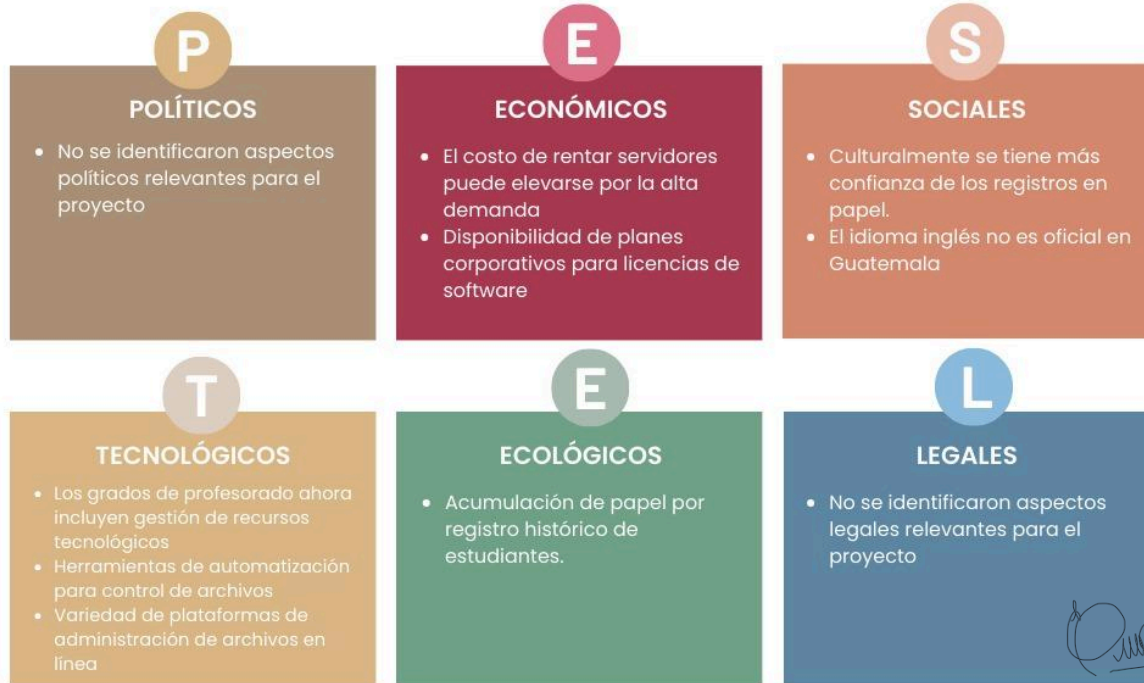 P
POLÍTICOS
• No se identificaron aspectos
políticos relevantes para el
proyecto
E
ECONÓMICOS
• El costo de rentar servidores
puede elevarse por la alta
demanda
• Disponibilidad de planes
corporativos para licencias de
software
S
SOCIALES
• Culturalmente se tiene más
confianza de los registros en
papel.
• El idioma inglés no es oficial en
Guatemala
T
TECNOLÓGICOS
• Los grados de profesorado ahora
incluyen gestión de recursos
tecnológicos
• Herramientas de automatización
para control de archivos
• Variedad de plataformas de
administración de archivos en
línea
E
ECOLÓGICOS
• Acumulación de papel por
registro histórico de
estudiantes.
L
LEGALES
• No se identificaron aspectos
legales relevantes para el
proyecto